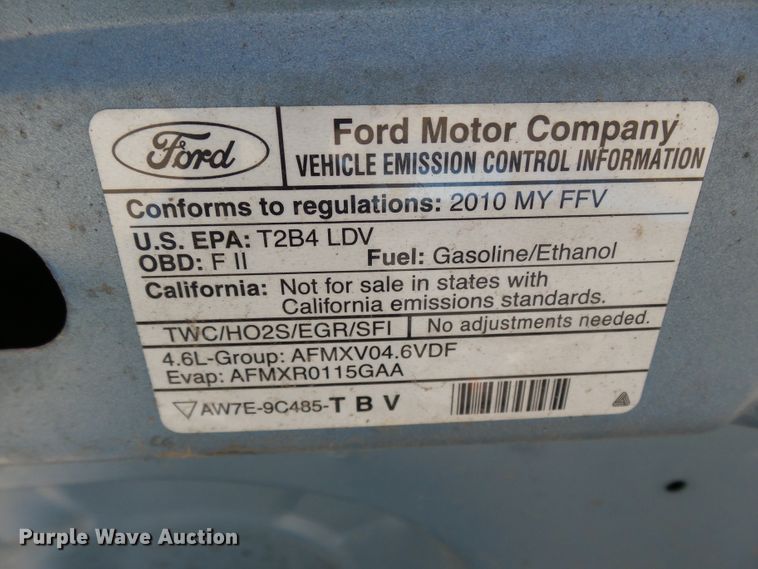 Ford
Ford Motor Company
VEHICLE EMISSION CONTROL INFORMATION
Conforms to regulations: 2010 MY FFV
U.S. EPA: T2B4 LDV
OBD: F II Fuel: Gasoline/Ethanol
California: Not for sale in states with
California emissions standards.
TWC/HO2S/EGR/SFI No adjustments needed.
4.6L-Group: AFMXV04.6VDF
Evap: AFMXR0115GAA
AW7E-9C485-TBV
Purple Wave Auction